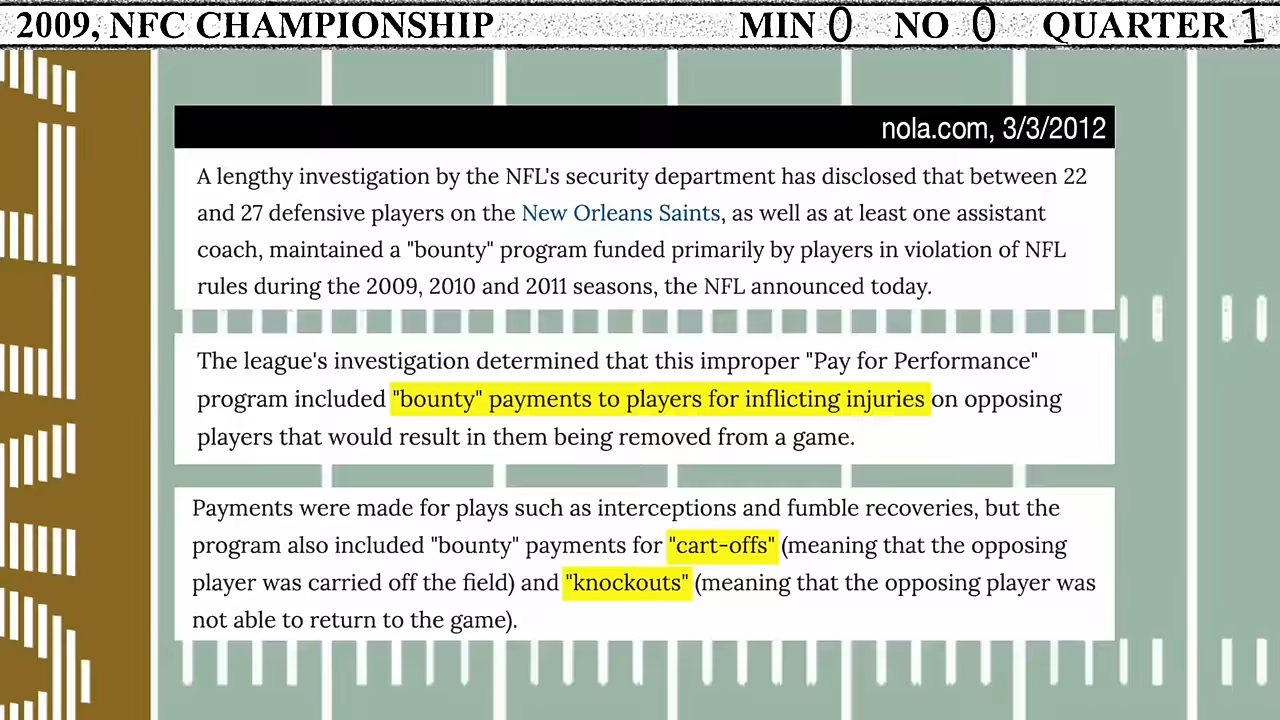 2009, NFC CHAMPIONSHIP MIN 0 NO 0 QUARTER 1
nola.com, 3/3/2012
A lengthy investigation by the NFL's security department has disclosed that between 22
and 27 defensive players on the New Orleans Saints, as well as at least one assistant
coach, maintained a "bounty" program funded primarily by players in violation of NFL
rules during the 2009, 2010 and 2011 seasons, the NFL announced today.
The league's investigation determined that this improper "Pay for Performance"
program included "bounty" payments to players for inflicting injuries on opposing
players that would result in them being removed from a game.
Payments were made for plays such as interceptions and fumble recoveries, but the
program also included "bounty" payments for "cart-offs" (meaning that the opposing
player was carried off the field) and "knockouts" (meaning that the opposing player was
not able to return to the game).